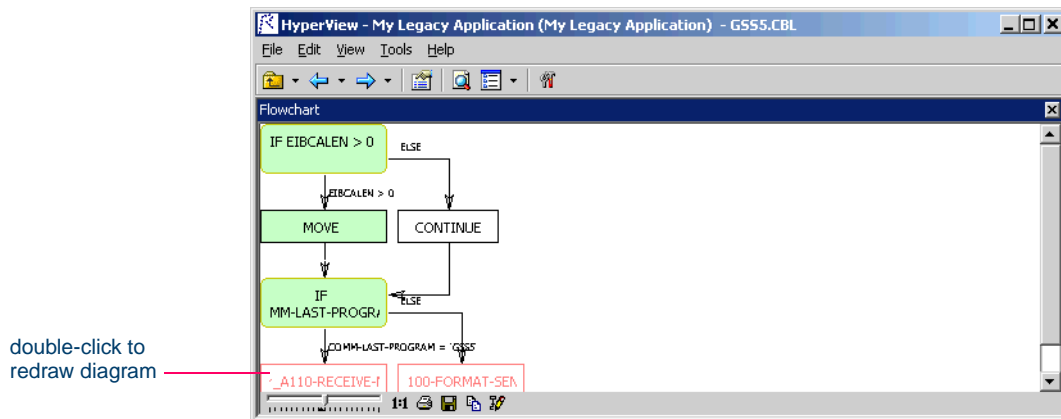 HyperView - My Legacy Application (My Legacy Application) - GSS5.CBL
File Edit View Tools Help
Flowchart
IF EIBCALEN > 0
ELSE
EIBCALEN > 0
MOVE
CONTINUE
IF
MM-LAST-PROGR
ELSE
COMM-LAST-PROGRAM = 'GSS5
_A110-RECEIVE-
100-FORMAT-SEN
double-click to
redraw diagram
1:1